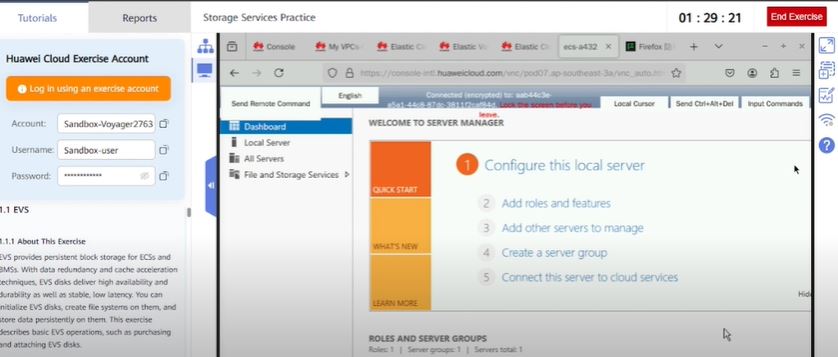 Tutorials
Reports
Storage Services Practice
01 : 29 : 21
End Exercise
Huawei Cloud Exercise Account
Log in using an exercise account
Account: Sandbox-Voyager2763
Username: Sandbox-user
Password: ************
1.1 EVS
1.1.1 About This Exercise
EVS provides persistent block storage for ECSs and
BMSs. With data redundancy and cache acceleration
techniques, EVS disks deliver high availability and
durability as well as stable, low latency. You can
initialize EVS disks, create file systems on them, and
store data persistently on them. This exercise
describes basic EVS operations, such as purchasing
and attaching EVS disks.
Console
My VPCs-
Elastic Cl
Elastic Vo
Elastic Cl
ecs-a432
Firefox
https://console-intl.huaweicloud.com/vnc/pod07.ap-southeast-3a/vnc_auto.ht
Send Remote Command
English
Connected (encrypted) to: aab44c3e-
e5a1-44c8-87dc-3811f2caf84d. Lock the screen before you
leave.
Local Cursor
Send Ctrl+Alt+Del
Input Commands
Dashboard
Local Server
All Servers
File and Storage Services
WELCOME TO SERVER MANAGER
QUICK START
WHAT'S NEW
LEARN MORE
1 Configure this local server
2 Add roles and features
3 Add other servers to manage
4 Create a server group
5 Connect this server to cloud services
Hide
ROLES AND SERVER GROUPS
Roles: 1 | Server groups: 1 | Servers total: 1